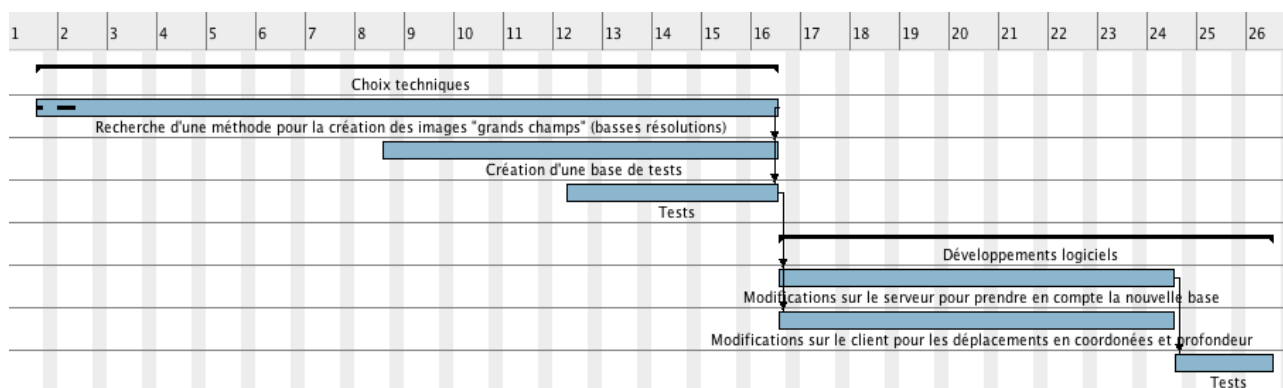 1 2 3 4 5 6 7 8 9 10 11 12 13 14 15 16 17 18 19 20 21 22 23 24 25 26
Choix techniques
Recherche d'une méthode pour la création des images "grands champs" (basses résolutions)
Création d'une base de tests
Tests
Développements logiciels
Modifications sur le serveur pour prendre en compte la nouvelle base
Modifications sur le client pour les déplacements en coordonées et profondeur
Tests